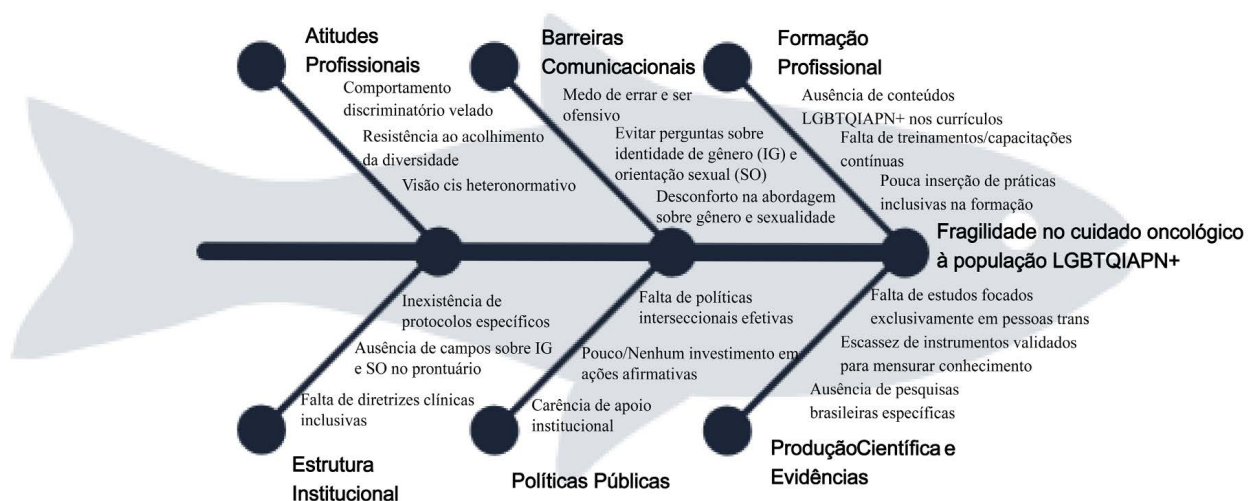 Atitudes
Profissionais
Comportamento
discriminatório velado
Resistência ao acolhimento
da diversidade
Visão cis heteronormativo
Barreiras
Comunicacionais
Medo de errar e ser
ofensivo
Evitar perguntas sobre
identidade de gênero (IG) e
orientação sexual (SO)
Desconforto na abordagem
sobre gênero e sexualidade
Formação
Profissional
Ausência de conteúdos
LGBTQIAPN+ nos currículos
Falta de treinamentos/capacitações
contínuas
Pouca inserção de práticas
inclusivas na formação
Fragilidade no cuidado oncológico
à população LGBTQIAPN+
Inexistência de
protocolos específicos
Ausência de campos sobre IG
e SO no prontuário
Falta de diretrizes clínicas
inclusivas
Estrutura
Institucional
Falta de políticas
interseccionais efetivas
Pouco/Nenhum investimento em
ações afirmativas
Carência de apoio
institucional
Políticas Públicas
Falta de estudos focados
exclusivamente em pessoas trans
Escassez de instrumentos validados
para mensurar conhecimento
Ausência de pesquisas
brasileiras específicas
ProduçãoCientífica e
Evidências